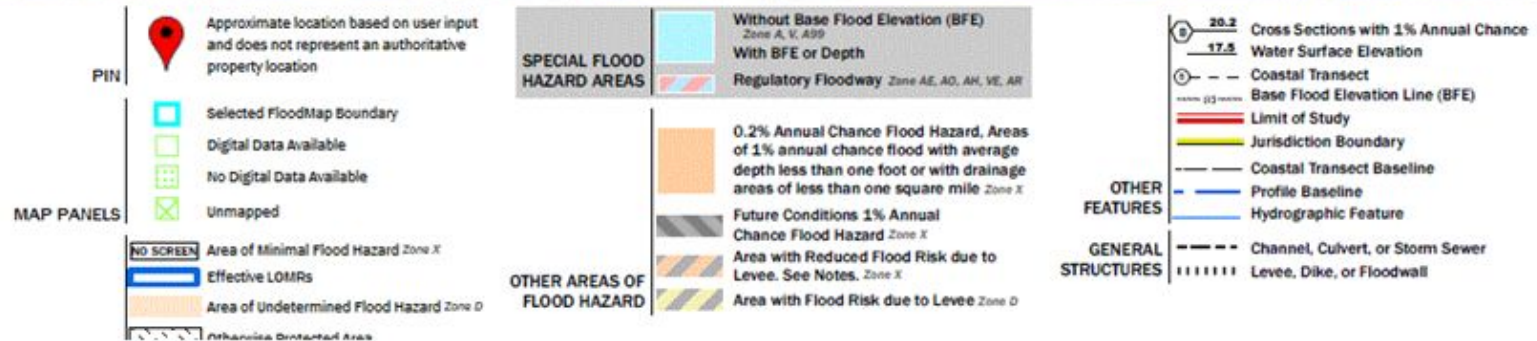 PIN
Approximate location based on user input
and does not represent an authoritative
property location
MAP PANELS
Selected FloodMap Boundary
Digital Data Available
No Digital Data Available
Unmapped
NO SCREEN Area of Minimal Flood Hazard Zone X
Effective LOMRs
Area of Undetermined Flood Hazard Zone D
Otherwise Protected Area
SPECIAL FLOOD
HAZARD AREAS
Without Base Flood Elevation (BFE)
Zone A, V, A99
With BFE or Depth
Regulatory Floodway Zone AE, AO, AH, VE, AR
OTHER AREAS OF
FLOOD HAZARD
0.2% Annual Chance Flood Hazard, Areas
of 1% annual chance flood with average
depth less than one foot or with drainage
areas of less than one square mile Zone X
Future Conditions 1% Annual
Chance Flood Hazard Zone X
Area with Reduced Flood Risk due to
Levee. See Notes. Zone X
Area with Flood Risk due to Levee Zone D
OTHER
FEATURES
20.2 Cross Sections with 1% Annual Chance
17.5 Water Surface Elevation
Coastal Transect
Base Flood Elevation Line (BFE)
Limit of Study
Jurisdiction Boundary
Coastal Transect Baseline
Profile Baseline
Hydrographic Feature
GENERAL
STRUCTURES
Channel, Culvert, or Storm Sewer
Levee, Dike, or Floodwall